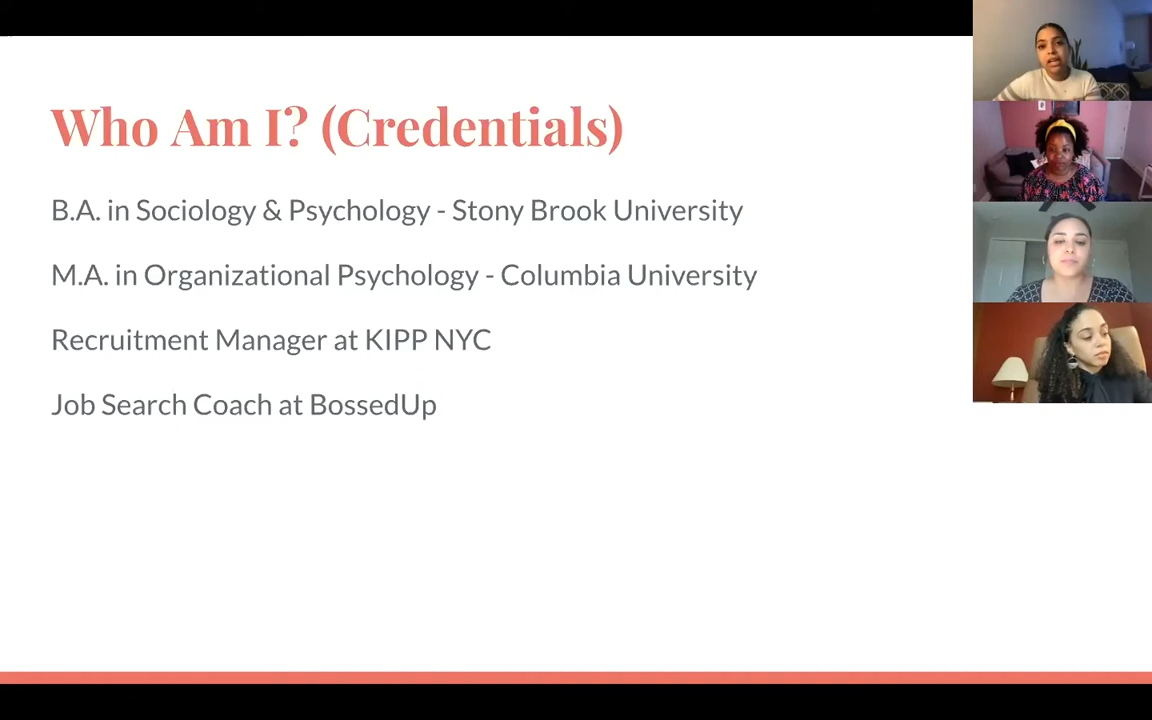 Who Am I? (Credentials)
B.A. in Sociology & Psychology - Stony Brook University
M.A. in Organizational Psychology - Columbia University
Recruitment Manager at KIPP NYC
Job Search Coach at BossedUp